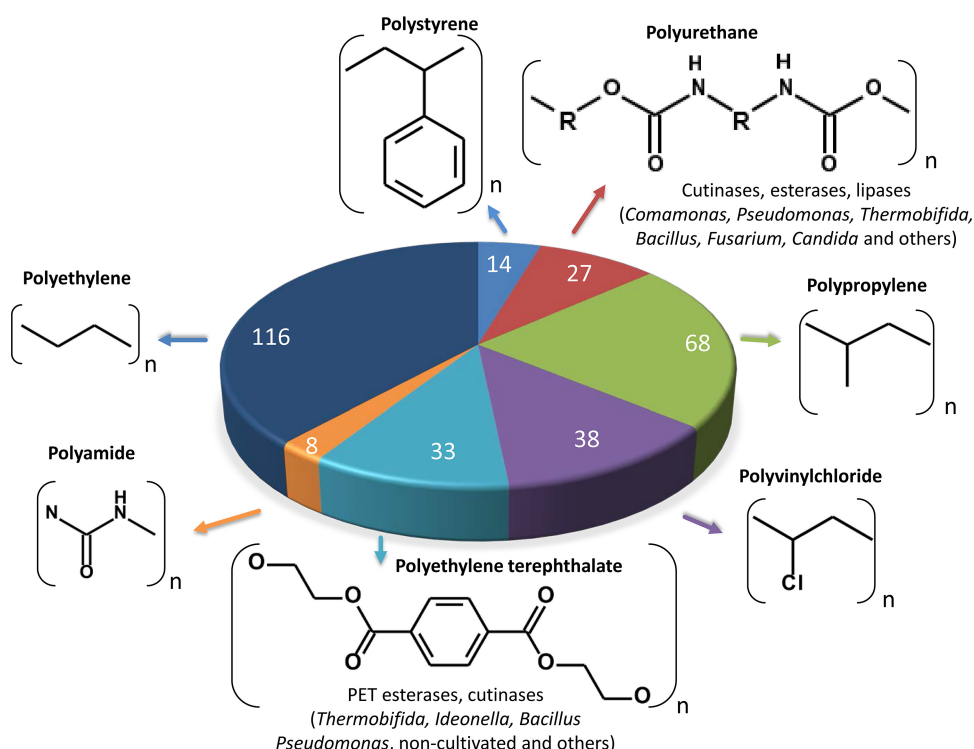 Polystyrene
n
Polyurethane
H
H
O
N
N
O
R
R
O
O
n
Cutinases, esterases, lipases
(Comamonas, Pseudomonas, Thermobifida,
Bacillus, Fusarium, Candida and others)
14
27
116
68
8
33
38
Polyethylene
n
Polypropylene
n
Polyamide
N
H
N
O
n
Polyvinylchloride
Cl
n
Polyethylene terephthalate
O
O
O
O
O
O
n
PET esterases, cutinases
(Thermobifida, Ideonella, Bacillus
Pseudomonas, non-cultivated and others)